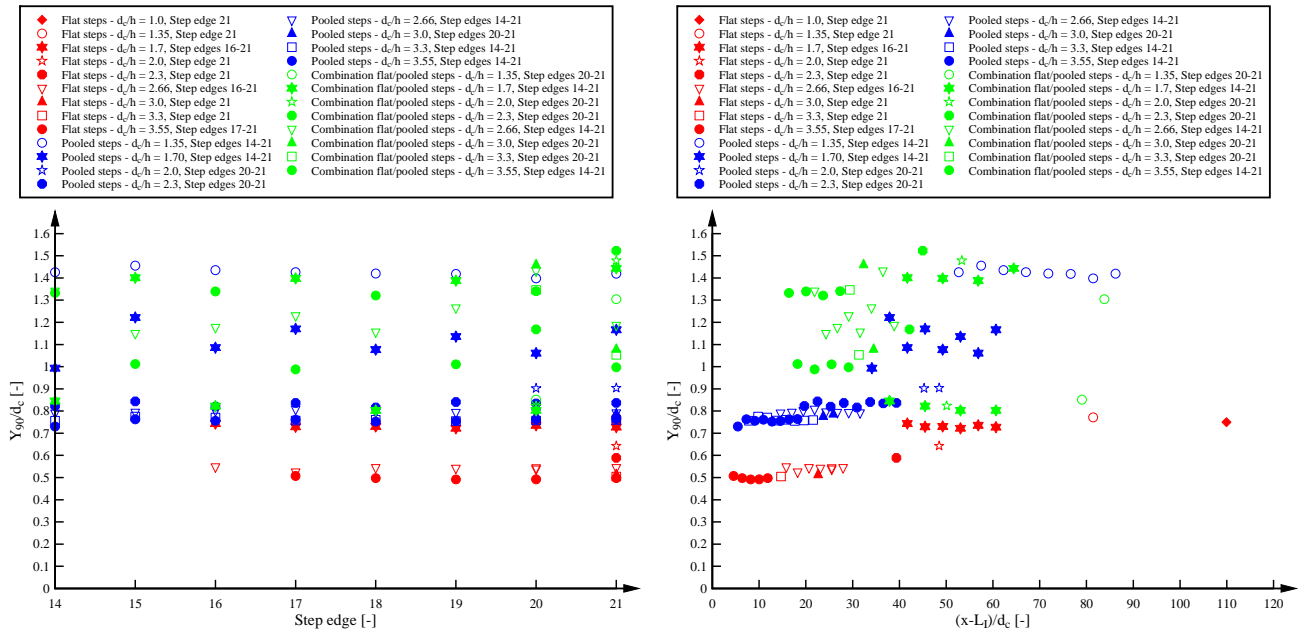 Flat steps - dc/h = 1.0, Step edge 21
Flat steps - dc/h = 1.35, Step edge 21
Flat steps - dc/h = 1.7, Step edges 16-21
Flat steps - dc/h = 2.0, Step edge 21
Flat steps - dc/h = 2.3, Step edge 21
Flat steps - dc/h = 2.66, Step edges 16-21
Flat steps - dc/h = 3.0, Step edge 21
Flat steps - dc/h = 3.3, Step edge 21
Flat steps - dc/h = 3.55, Step edges 17-21
Pooled steps - dc/h = 1.35, Step edges 14-21
Pooled steps - dc/h = 1.70, Step edges 14-21
Pooled steps - dc/h = 2.0, Step edges 20-21
Pooled steps - dc/h = 2.3, Step edges 20-21
Pooled steps - dc/h = 2.66, Step edges 14-21
Pooled steps - dc/h = 3.0, Step edges 20-21
Pooled steps - dc/h = 3.3, Step edges 14-21
Pooled steps - dc/h = 3.55, Step edges 14-21
Combination flat/pooled steps - dc/h = 1.35, Step edges 20-21
Combination flat/pooled steps - dc/h = 1.7, Step edges 14-21
Combination flat/pooled steps - dc/h = 2.0, Step edges 20-21
Combination flat/pooled steps - dc/h = 2.3, Step edges 20-21
Combination flat/pooled steps - dc/h = 2.66, Step edges 14-21
Combination flat/pooled steps - dc/h = 3.0, Step edges 20-21
Combination flat/pooled steps - dc/h = 3.3, Step edges 20-21
Combination flat/pooled steps - dc/h = 3.55, Step edges 14-21
Y90/dc [-]
1.6
1.5
1.4
1.3
1.2
1.1
1
0.9
0.8
0.7
0.6
0.5
0.4
0.3
0.2
0.1
0
14 15 16 17 18 19 20 21
Step edge [-]
Flat steps - dc/h = 1.0, Step edge 21
Flat steps - dc/h = 1.35, Step edge 21
Flat steps - dc/h = 1.7, Step edges 16-21
Flat steps - dc/h = 2.0, Step edge 21
Flat steps - dc/h = 2.3, Step edge 21
Flat steps - dc/h = 2.66, Step edges 16-21
Flat steps - dc/h = 3.0, Step edge 21
Flat steps - dc/h = 3.3, Step edge 21
Flat steps - dc/h = 3.55, Step edges 17-21
Pooled steps - dc/h = 1.35, Step edges 14-21
Pooled steps - dc/h = 1.70, Step edges 14-21
Pooled steps - dc/h = 2.0, Step edges 20-21
Pooled steps - dc/h = 2.3, Step edges 20-21
Pooled steps - dc/h = 2.66, Step edges 14-21
Pooled steps - dc/h = 3.0, Step edges 20-21
Pooled steps - dc/h = 3.3, Step edges 14-21
Pooled steps - dc/h = 3.55, Step edges 14-21
Combination flat/pooled steps - dc/h = 1.35, Step edges 20-21
Combination flat/pooled steps - dc/h = 1.7, Step edges 14-21
Combination flat/pooled steps - dc/h = 2.0, Step edges 20-21
Combination flat/pooled steps - dc/h = 2.3, Step edges 20-21
Combination flat/pooled steps - dc/h = 2.66, Step edges 14-21
Combination flat/pooled steps - dc/h = 3.0, Step edges 20-21
Combination flat/pooled steps - dc/h = 3.3, Step edges 20-21
Combination flat/pooled steps - dc/h = 3.55, Step edges 14-21
Y90/dc [-]
1.6
1.5
1.4
1.3
1.2
1.1
1
0.9
0.8
0.7
0.6
0.5
0.4
0.3
0.2
0.1
0
0 10 20 30 40 50 60 70 80 90 100 110 120
(x-LI)/dc [-]